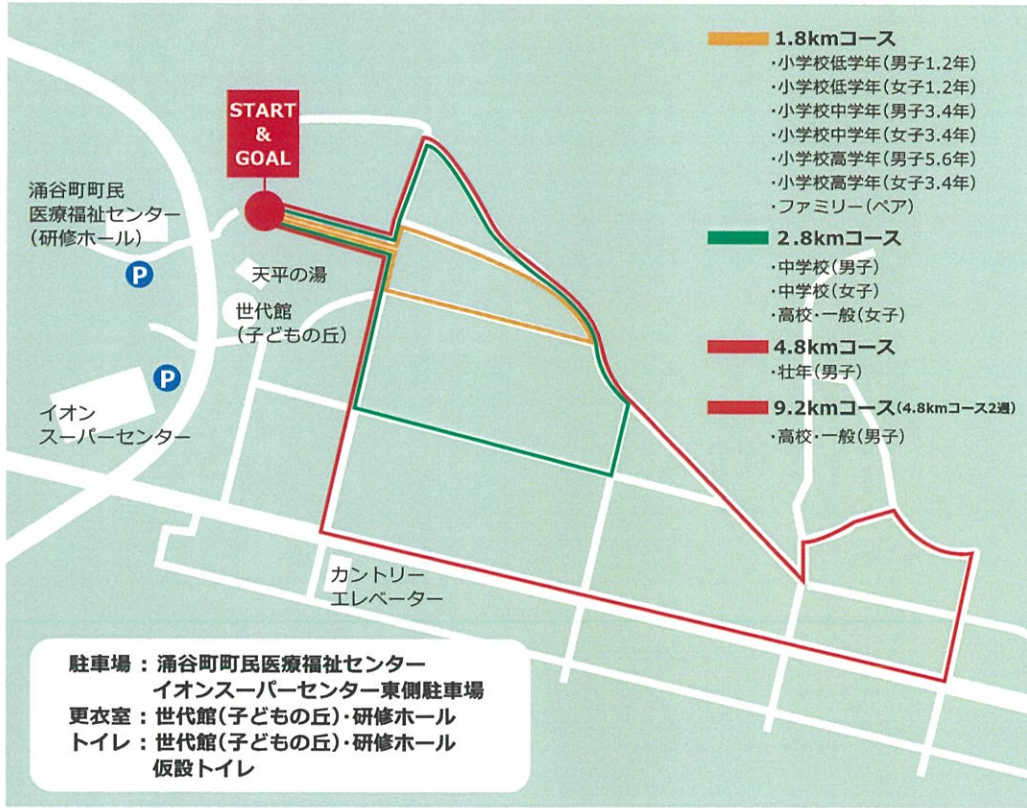 START
&
GOAL
涌谷町町民
医療福祉センター
(研修ホール)
P
天平の湯
世代館
(子どもの丘)
P
イオン
スーパーセンター
カントリー
エレベーター
1.8kmコース
・小学校低学年(男子1.2年)
・小学校低学年(女子1.2年)
・小学校中学年(男子3.4年)
・小学校中学年(女子3.4年)
・小学校高学年(男子5.6年)
・小学校高学年(女子3.4年)
・ファミリー(ペア)
2.8kmコース
・中学校(男子)
・中学校(女子)
・高校・一般(女子)
4.8kmコース
・壮年(男子)
9.2kmコース(4.8kmコース2週)
・高校・一般(男子)
駐車場 : 涌谷町町民医療福祉センター
イオンスーパーセンター東側駐車場
更衣室 : 世代館(子どもの丘)・研修ホール
トイレ : 世代館(子どもの丘)・研修ホール
仮設トイレ